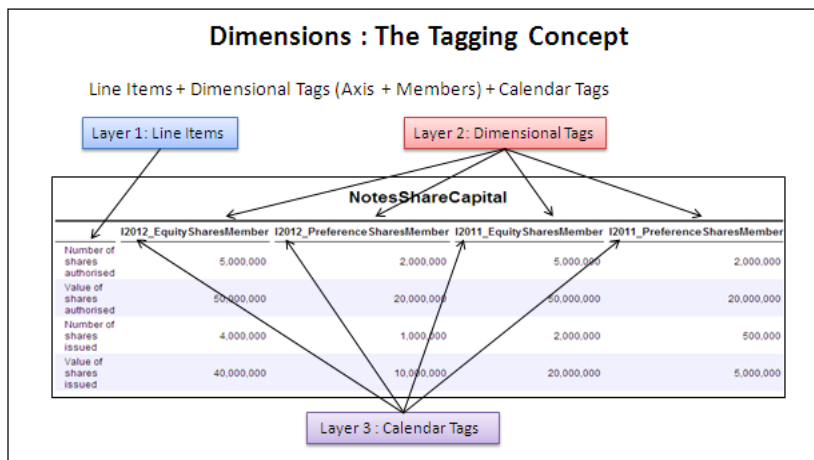 Dimensions : The Tagging Concept
Line Items + Dimensional Tags (Axis + Members) + Calendar Tags
Layer 1: Line Items
Layer 2: Dimensional Tags
NotesShareCapital
I2012_EquitySharesMember I2012_PreferenceSharesMember I2011_EquitySharesMember I2011_PreferenceSharesMember
Number of
shares
authorised
5,000,000 2,000,000 5,000,000 2,000,000
Value of
shares
authorised
50,000,000 20,000,000 50,000,000 20,000,000
Number of
shares
issued
4,000,000 1,000,000 2,000,000 500,000
Value of
shares
issued
40,000,000 10,000,000 20,000,000 5,000,000
Layer 3 : Calendar Tags